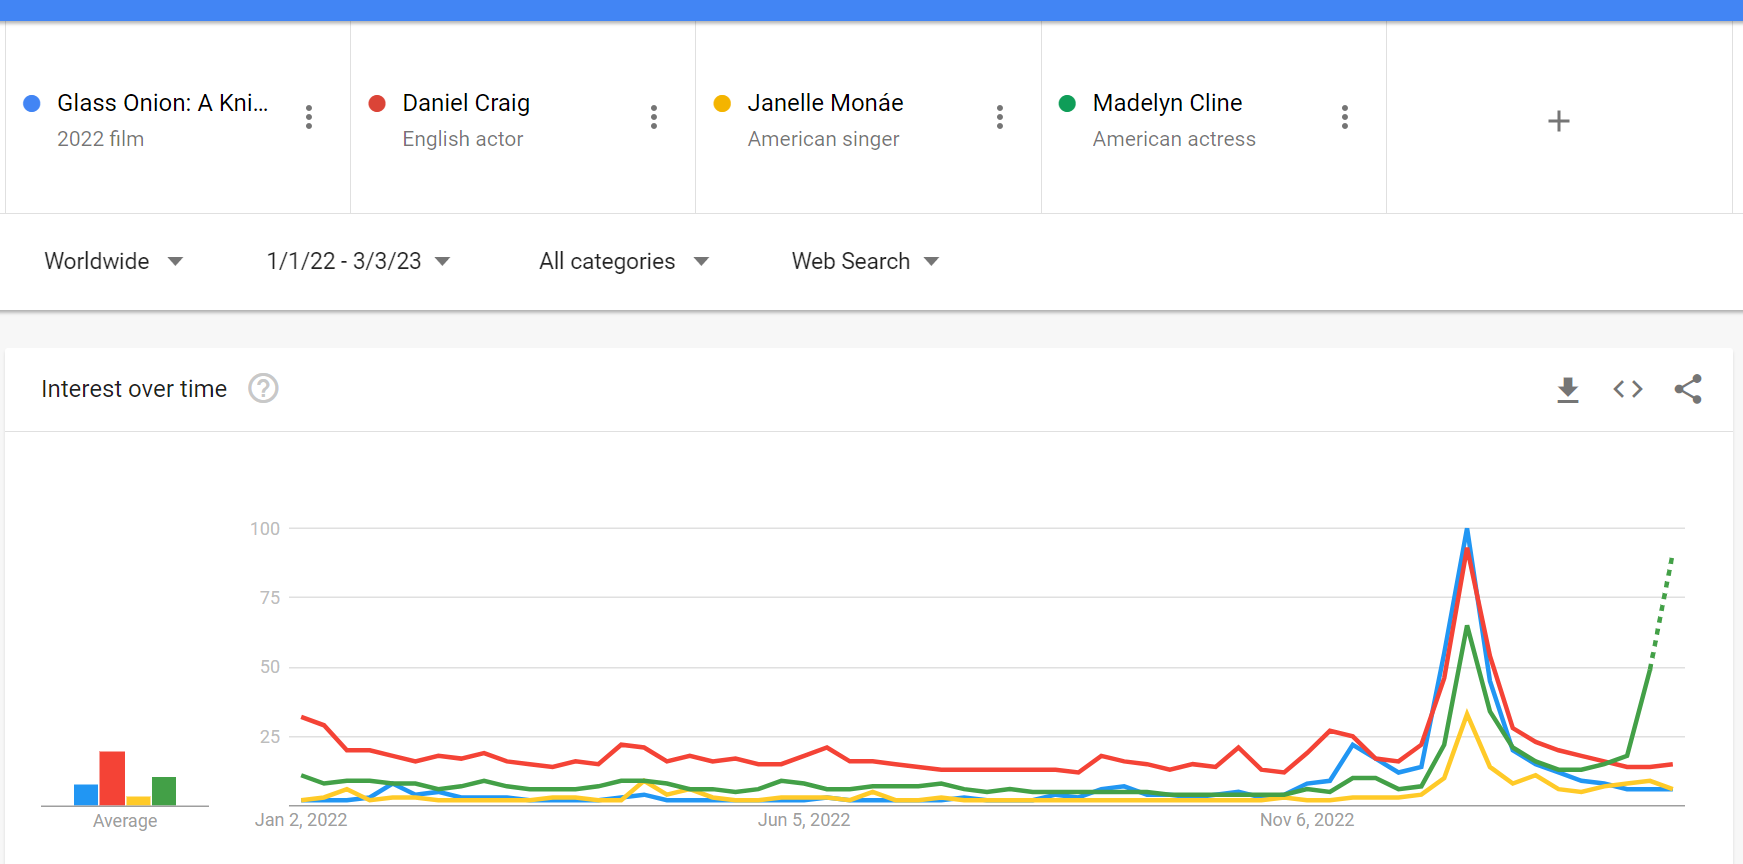 Glass Onion: A Kni...
2022 film
Daniel Craig
English actor
Janelle Monáe
American singer
Madelyn Cline
American actress
+
Worldwide
1/1/22 - 3/3/23
All categories
Web Search
Interest over time
?
100
75
50
25
Average
Jan 2, 2022
Jun 5, 2022
Nov 6, 2022